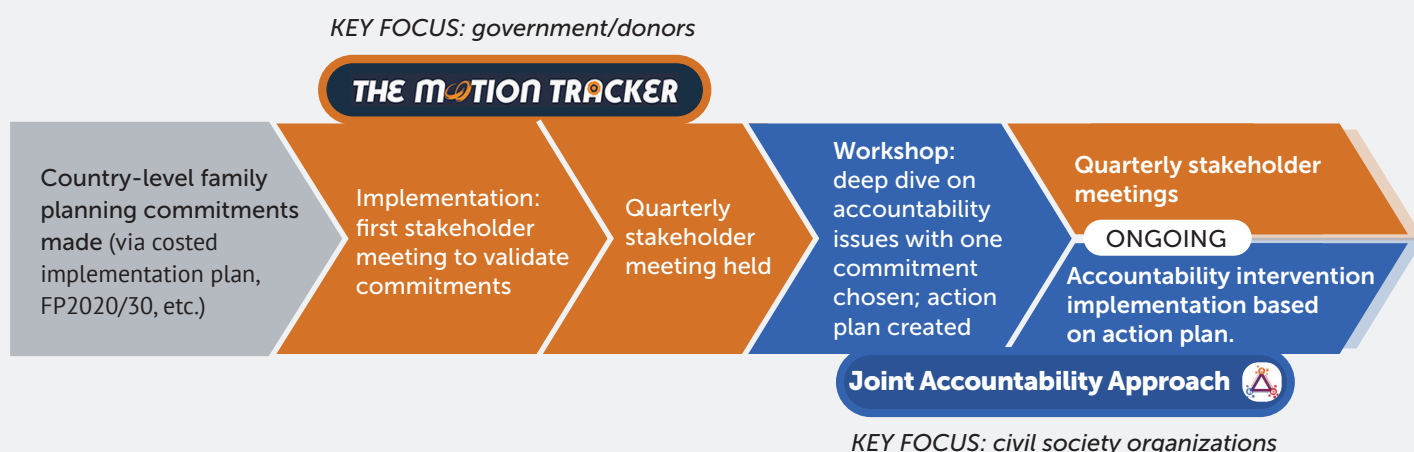 KEY FOCUS: government/donors
THE MOTION TRACKER
Country-level family
planning commitments
made (via costed
implementation plan,
FP2020/30, etc.)
Implementation:
first stakeholder
meeting to validate
commitments
Quarterly
stakeholder
meeting held
Workshop:
deep dive on
accountability
issues with one
commitment
chosen; action
plan created
Quarterly stakeholder
meetings
ONGOING
Accountability intervention
implementation based
on action plan.
Joint Accountability Approach
KEY FOCUS: civil society organizations